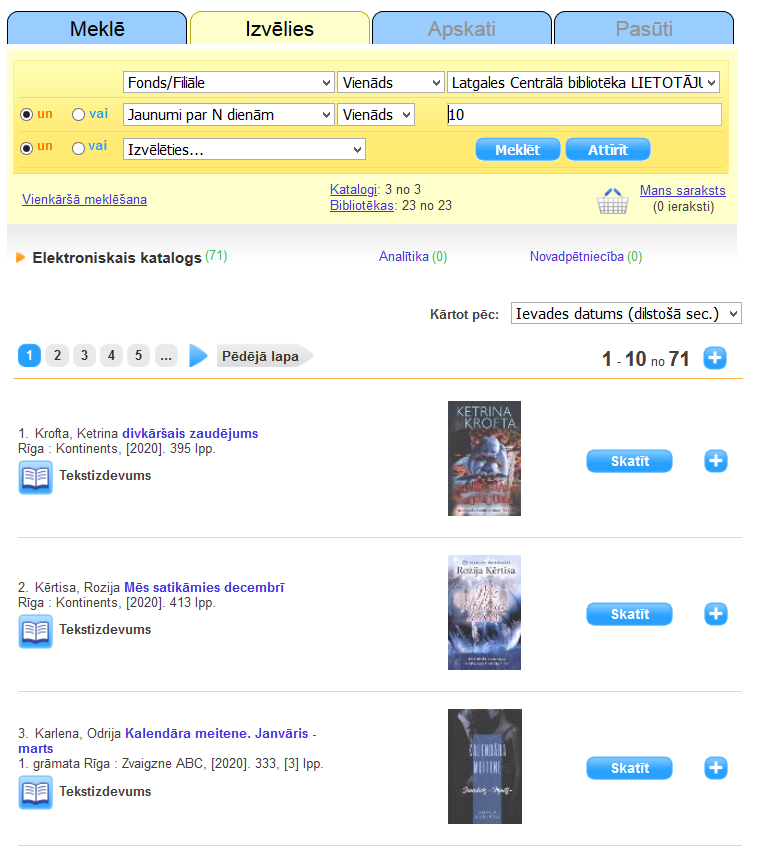 Meklē Izvēlies Apskati Pasūti
Fonds/Filiāle Vienāds Latgales Centrālā bibliotēka LIETOTĀJU
un vai Jaunumi par N dienām Vienāds 10
un vai Izvēlēties... Meklēt Attīrīt
Vienkāršā meklēšana
Katalogi: 3 no 3
Bibliotēkas: 23 no 23
Mans saraksts
(0 ieraksti)
Elektroniskais katalogs (71) Analītika (0) Novadpētniecība (0)
Kārtot pēc: Ievades datums (dilstošā sec.)
1 2 3 4 5 ... Pēdējā lapa 1 - 10 no 71
1. Krofta, Ketrina divkāršais zaudējums
Rīga : Kontinents, [2020]. 395 lpp.
Tekstizdevums
KETRINA
KROFTA
Skatīt
2. Kērtisa, Rozija Mēs satikāmies decembrī
Rīga : Kontinents, [2020]. 413 lpp.
Tekstizdevums
Rozija Kērtisa
Skatīt
3. Karlena, Odrija Kalendāra meitene. Janvāris -
marts
1. grāmata Rīga : Zvaigzne ABC, [2020]. 333, [3] lpp.
Tekstizdevums
KALENDĀRA
MEITENE
Skatīt